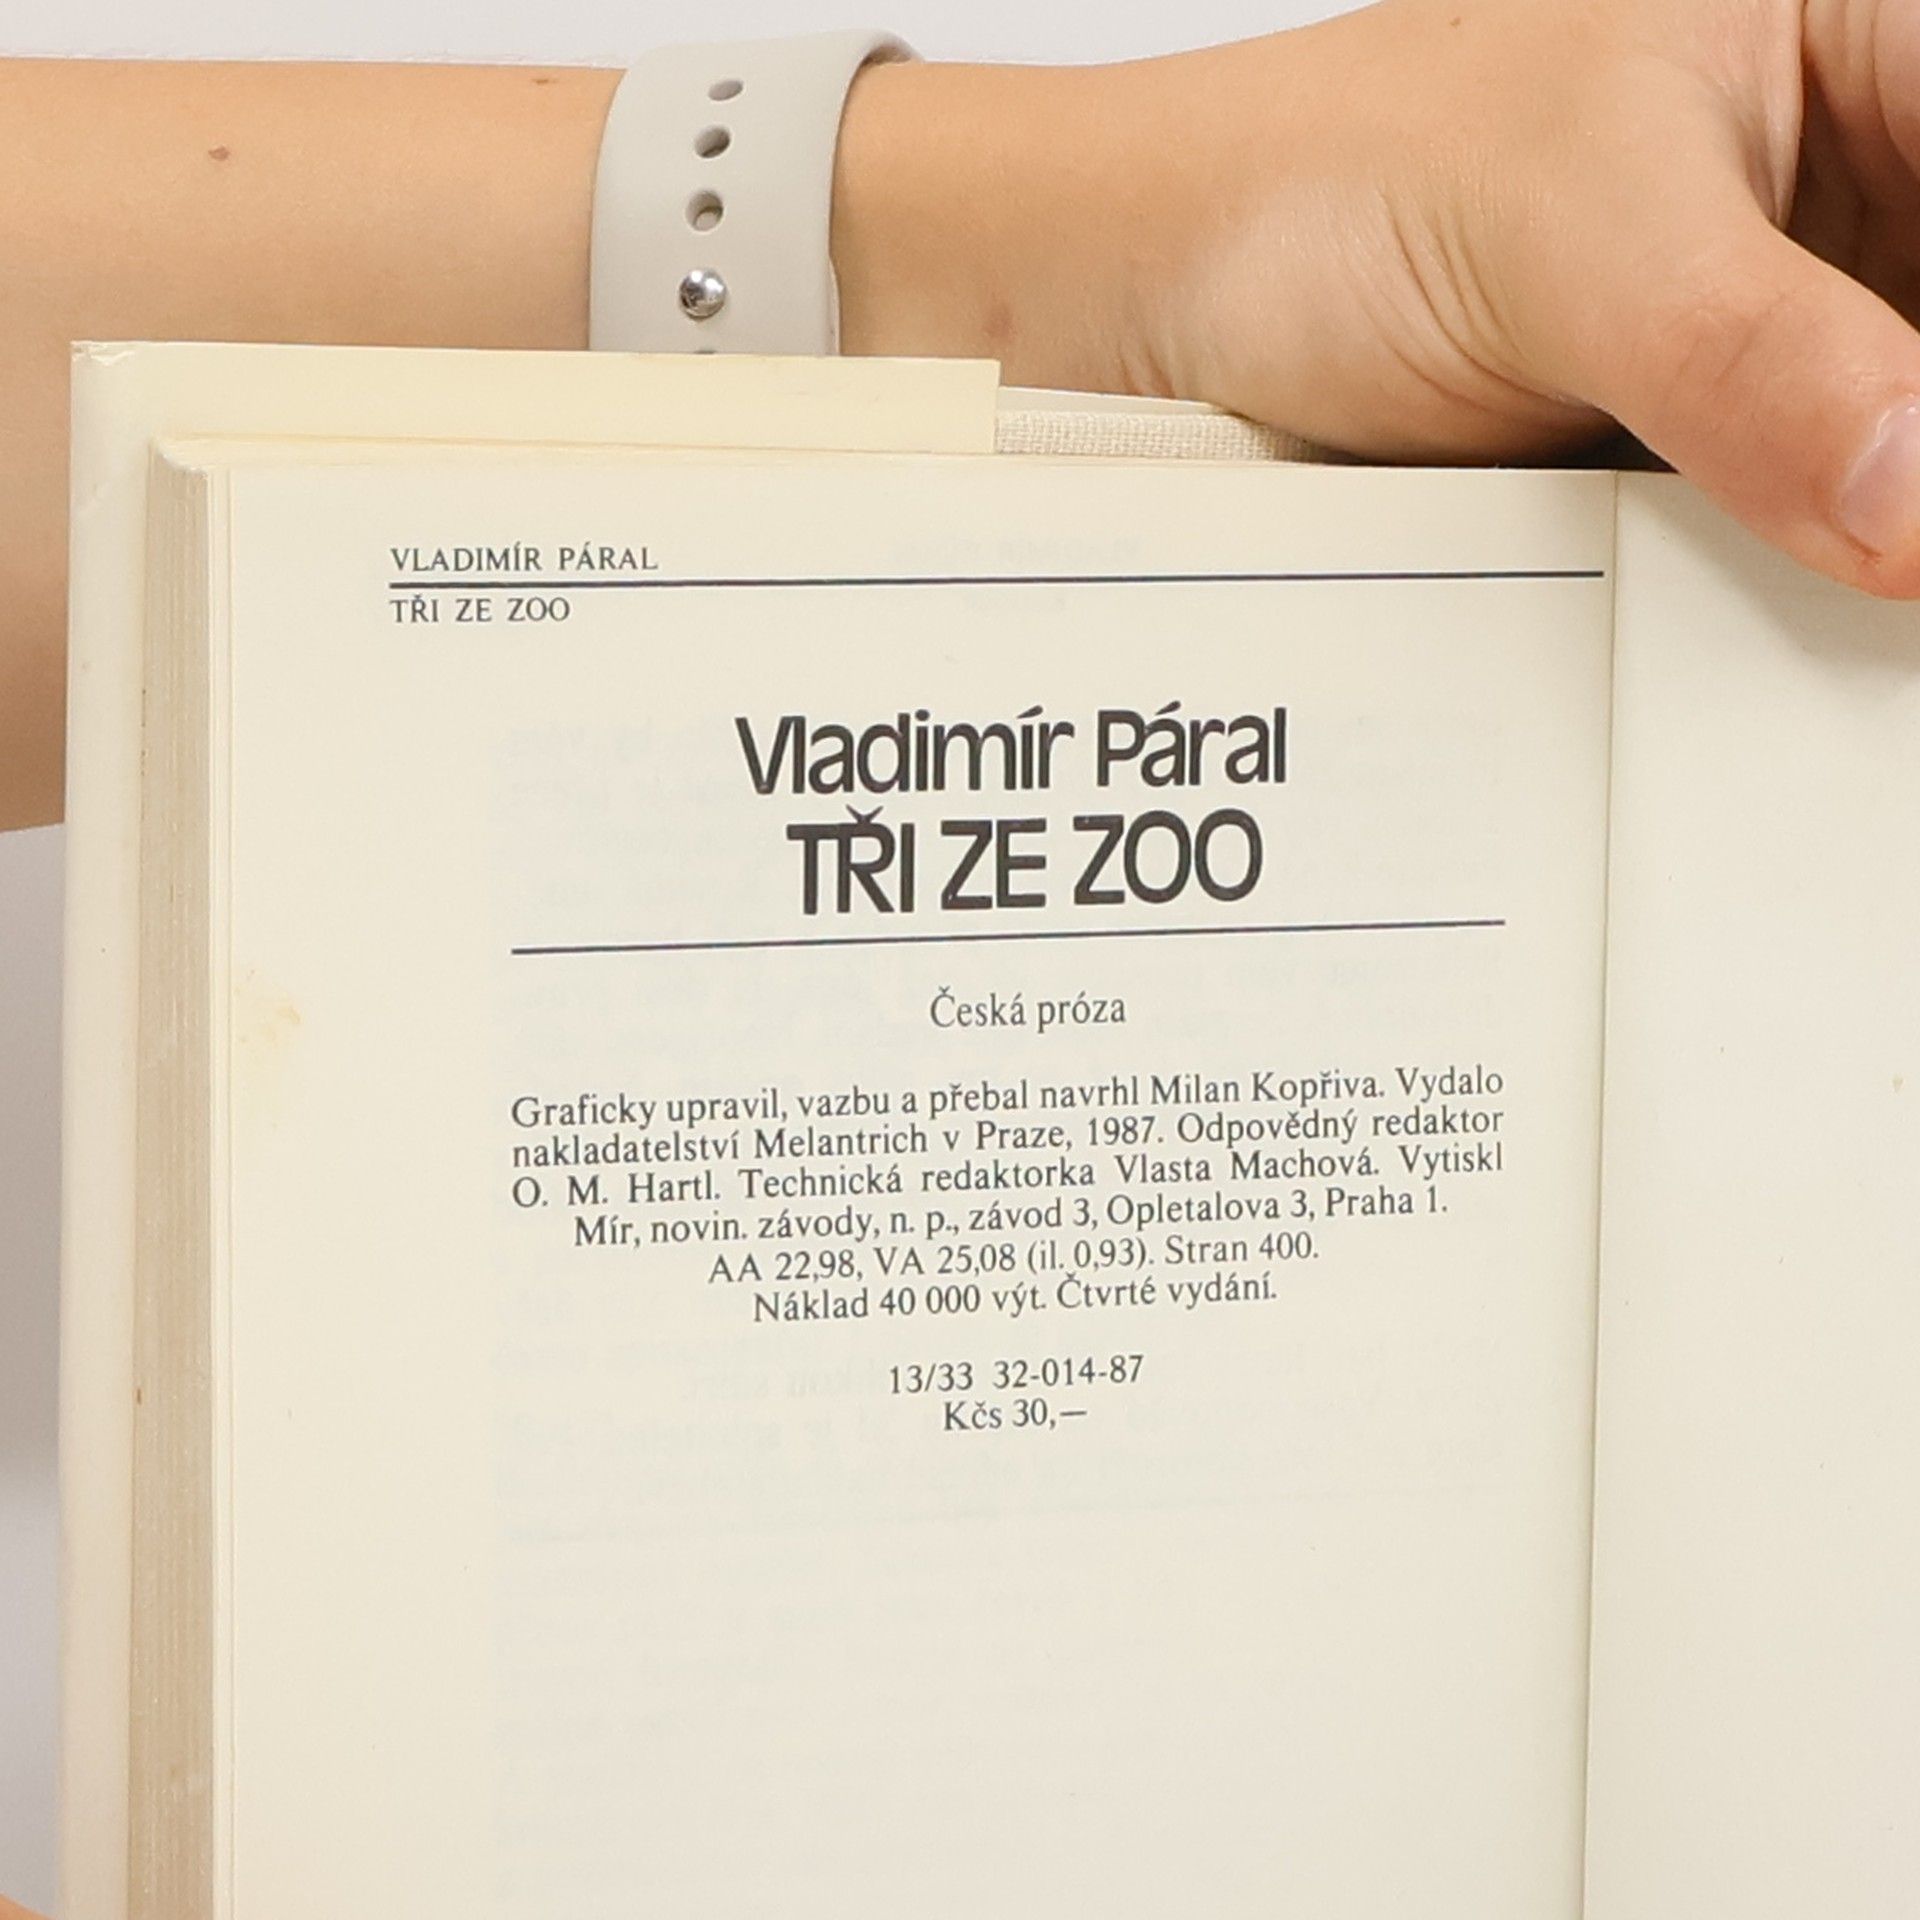 VLADIMÍR PÁRAL
TŘI ZE ZOO
Vladimír Páral
TŘI ZE ZOO
Česká próza
Graficky upravil, vazbu a přebal navrhl Milan Kopřiva. Vydalo
nakladatelství Melantrich v Praze, 1987. Odpovědný redaktor
O. M. Hartl. Technická redaktorka Vlasta Machová. Vytiskl
Mír, novin. závody, n. p., závod 3, Opletalova 3, Praha 1.
AA 22,98, VA 25,08 (il. 0,93). Stran 400.
Náklad 40 000 výt. Čtvrté vydání.
13/33 32-014-87
Kčs 30,—